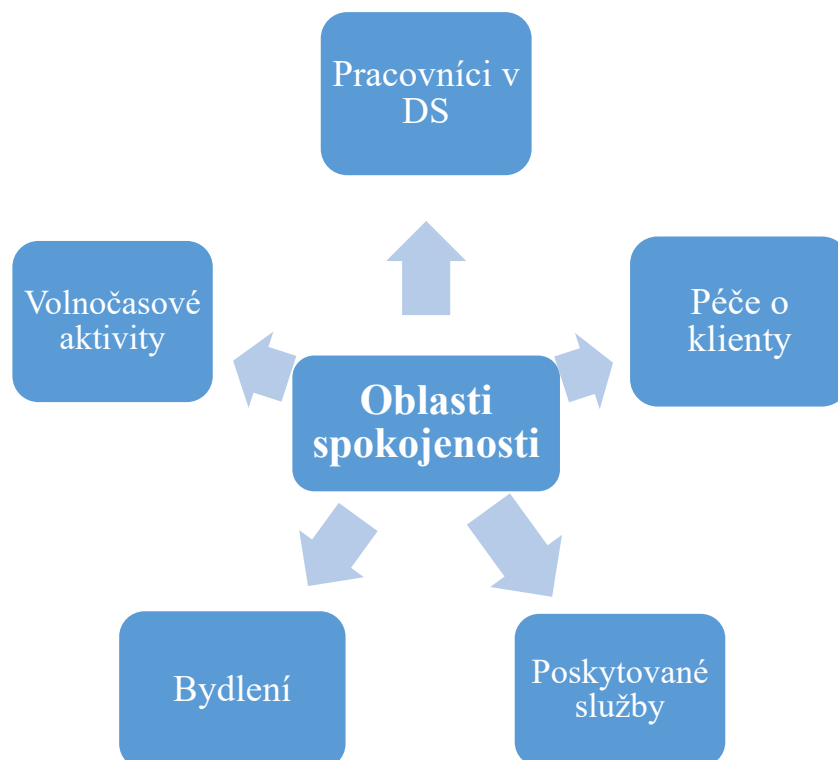 Pracovníci v
DS
Volnočasové
aktivity
Péče o
klienty
Oblasti
spokojenosti
Bydlení
Poskytované
služby